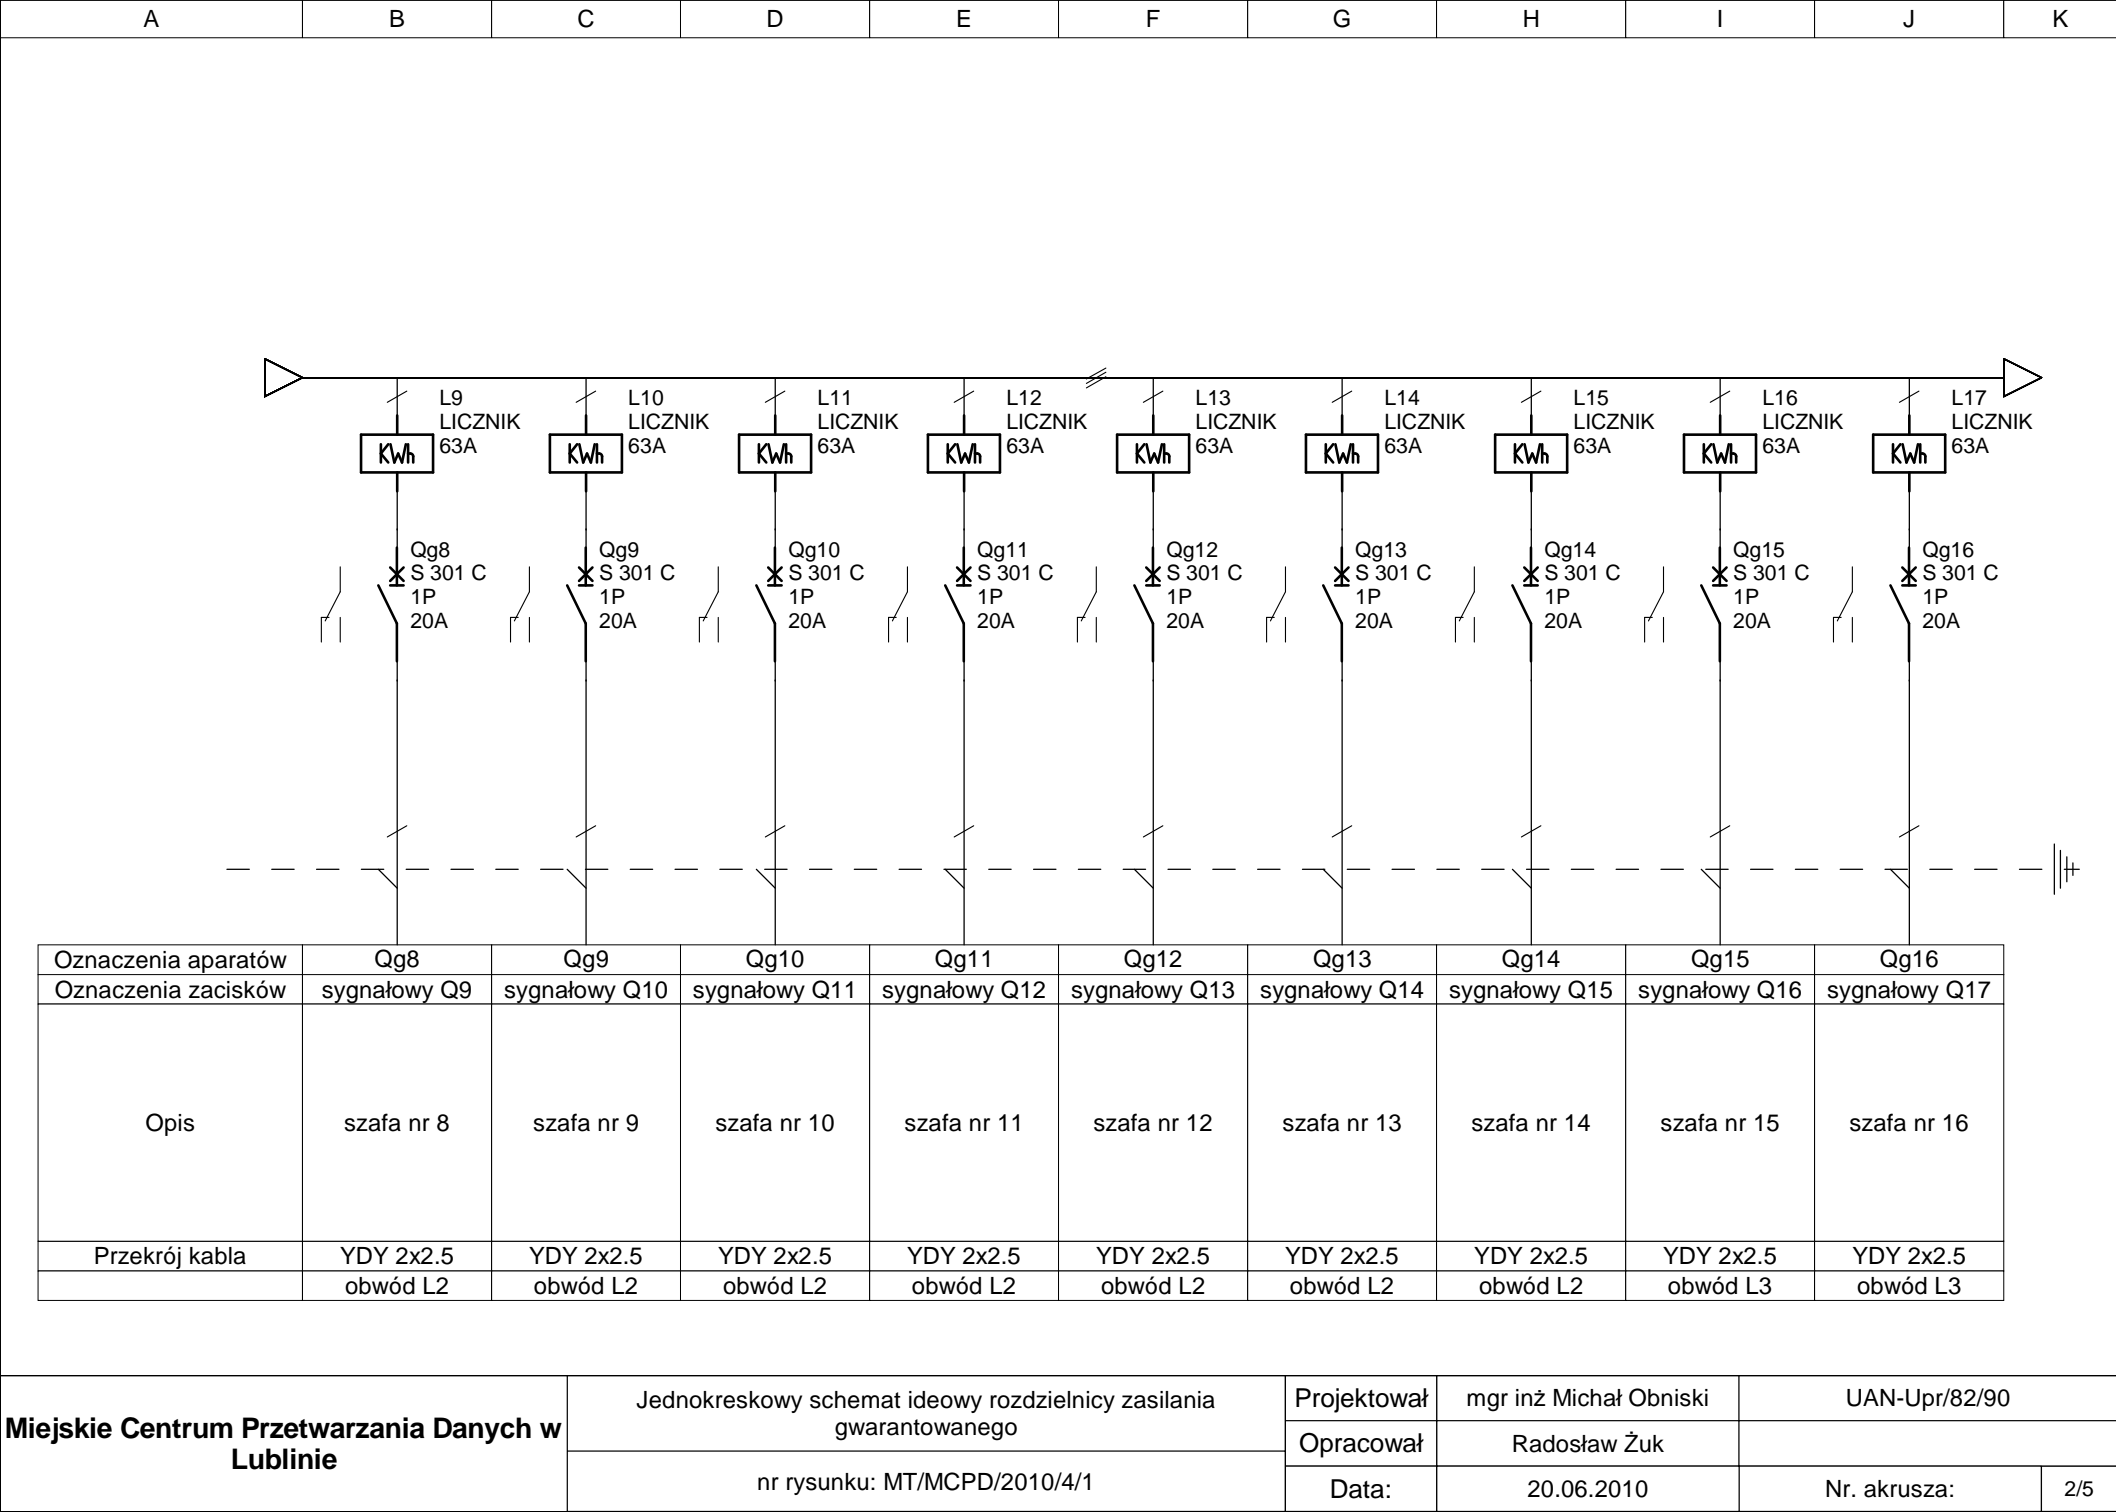 A B C D E F G H I J K
L9 L10 L11 L12 L13 L14 L15 L16 L17
LICZNIK LICZNIK LICZNIK LICZNIK LICZNIK LICZNIK LICZNIK LICZNIK LICZNIK
63A 63A 63A 63A 63A 63A 63A 63A 63A
KWh KWh KWh KWh KWh KWh KWh KWh KWh
Qg8 Qg9 Qg10 Qg11 Qg12 Qg13 Qg14 Qg15 Qg16
S 301 C S 301 C S 301 C S 301 C S 301 C S 301 C S 301 C S 301 C S 301 C
1P 1P 1P 1P 1P 1P 1P 1P 1P
20A 20A 20A 20A 20A 20A 20A 20A 20A
Oznaczenia aparatów Qg8 Qg9 Qg10 Qg11 Qg12 Qg13 Qg14 Qg15 Qg16
Oznaczenia zacisków sygnałowy Q9 sygnałowy Q10 sygnałowy Q11 sygnałowy Q12 sygnałowy Q13 sygnałowy Q14 sygnałowy Q15 sygnałowy Q16 sygnałowy Q17
Opis szafa nr 8 szafa nr 9 szafa nr 10 szafa nr 11 szafa nr 12 szafa nr 13 szafa nr 14 szafa nr 15 szafa nr 16
Przekrój kabla YDY 2x2.5 YDY 2x2.5 YDY 2x2.5 YDY 2x2.5 YDY 2x2.5 YDY 2x2.5 YDY 2x2.5 YDY 2x2.5 YDY 2x2.5
obwód L2 obwód L2 obwód L2 obwód L2 obwód L2 obwód L2 obwód L2 obwód L3 obwód L3
Miejskie Centrum Przetwarzania Danych w
Lublinie
Jednokreskowy schemat ideowy rozdzielnicy zasilania
gwarantowanego
nr rysunku: MT/MCPD/2010/4/1
Projektował mgr inż Michał Obniski UAN-Upr/82/90
Opracował Radosław Żuk
Data: 20.06.2010 Nr. akrusza: 2/5